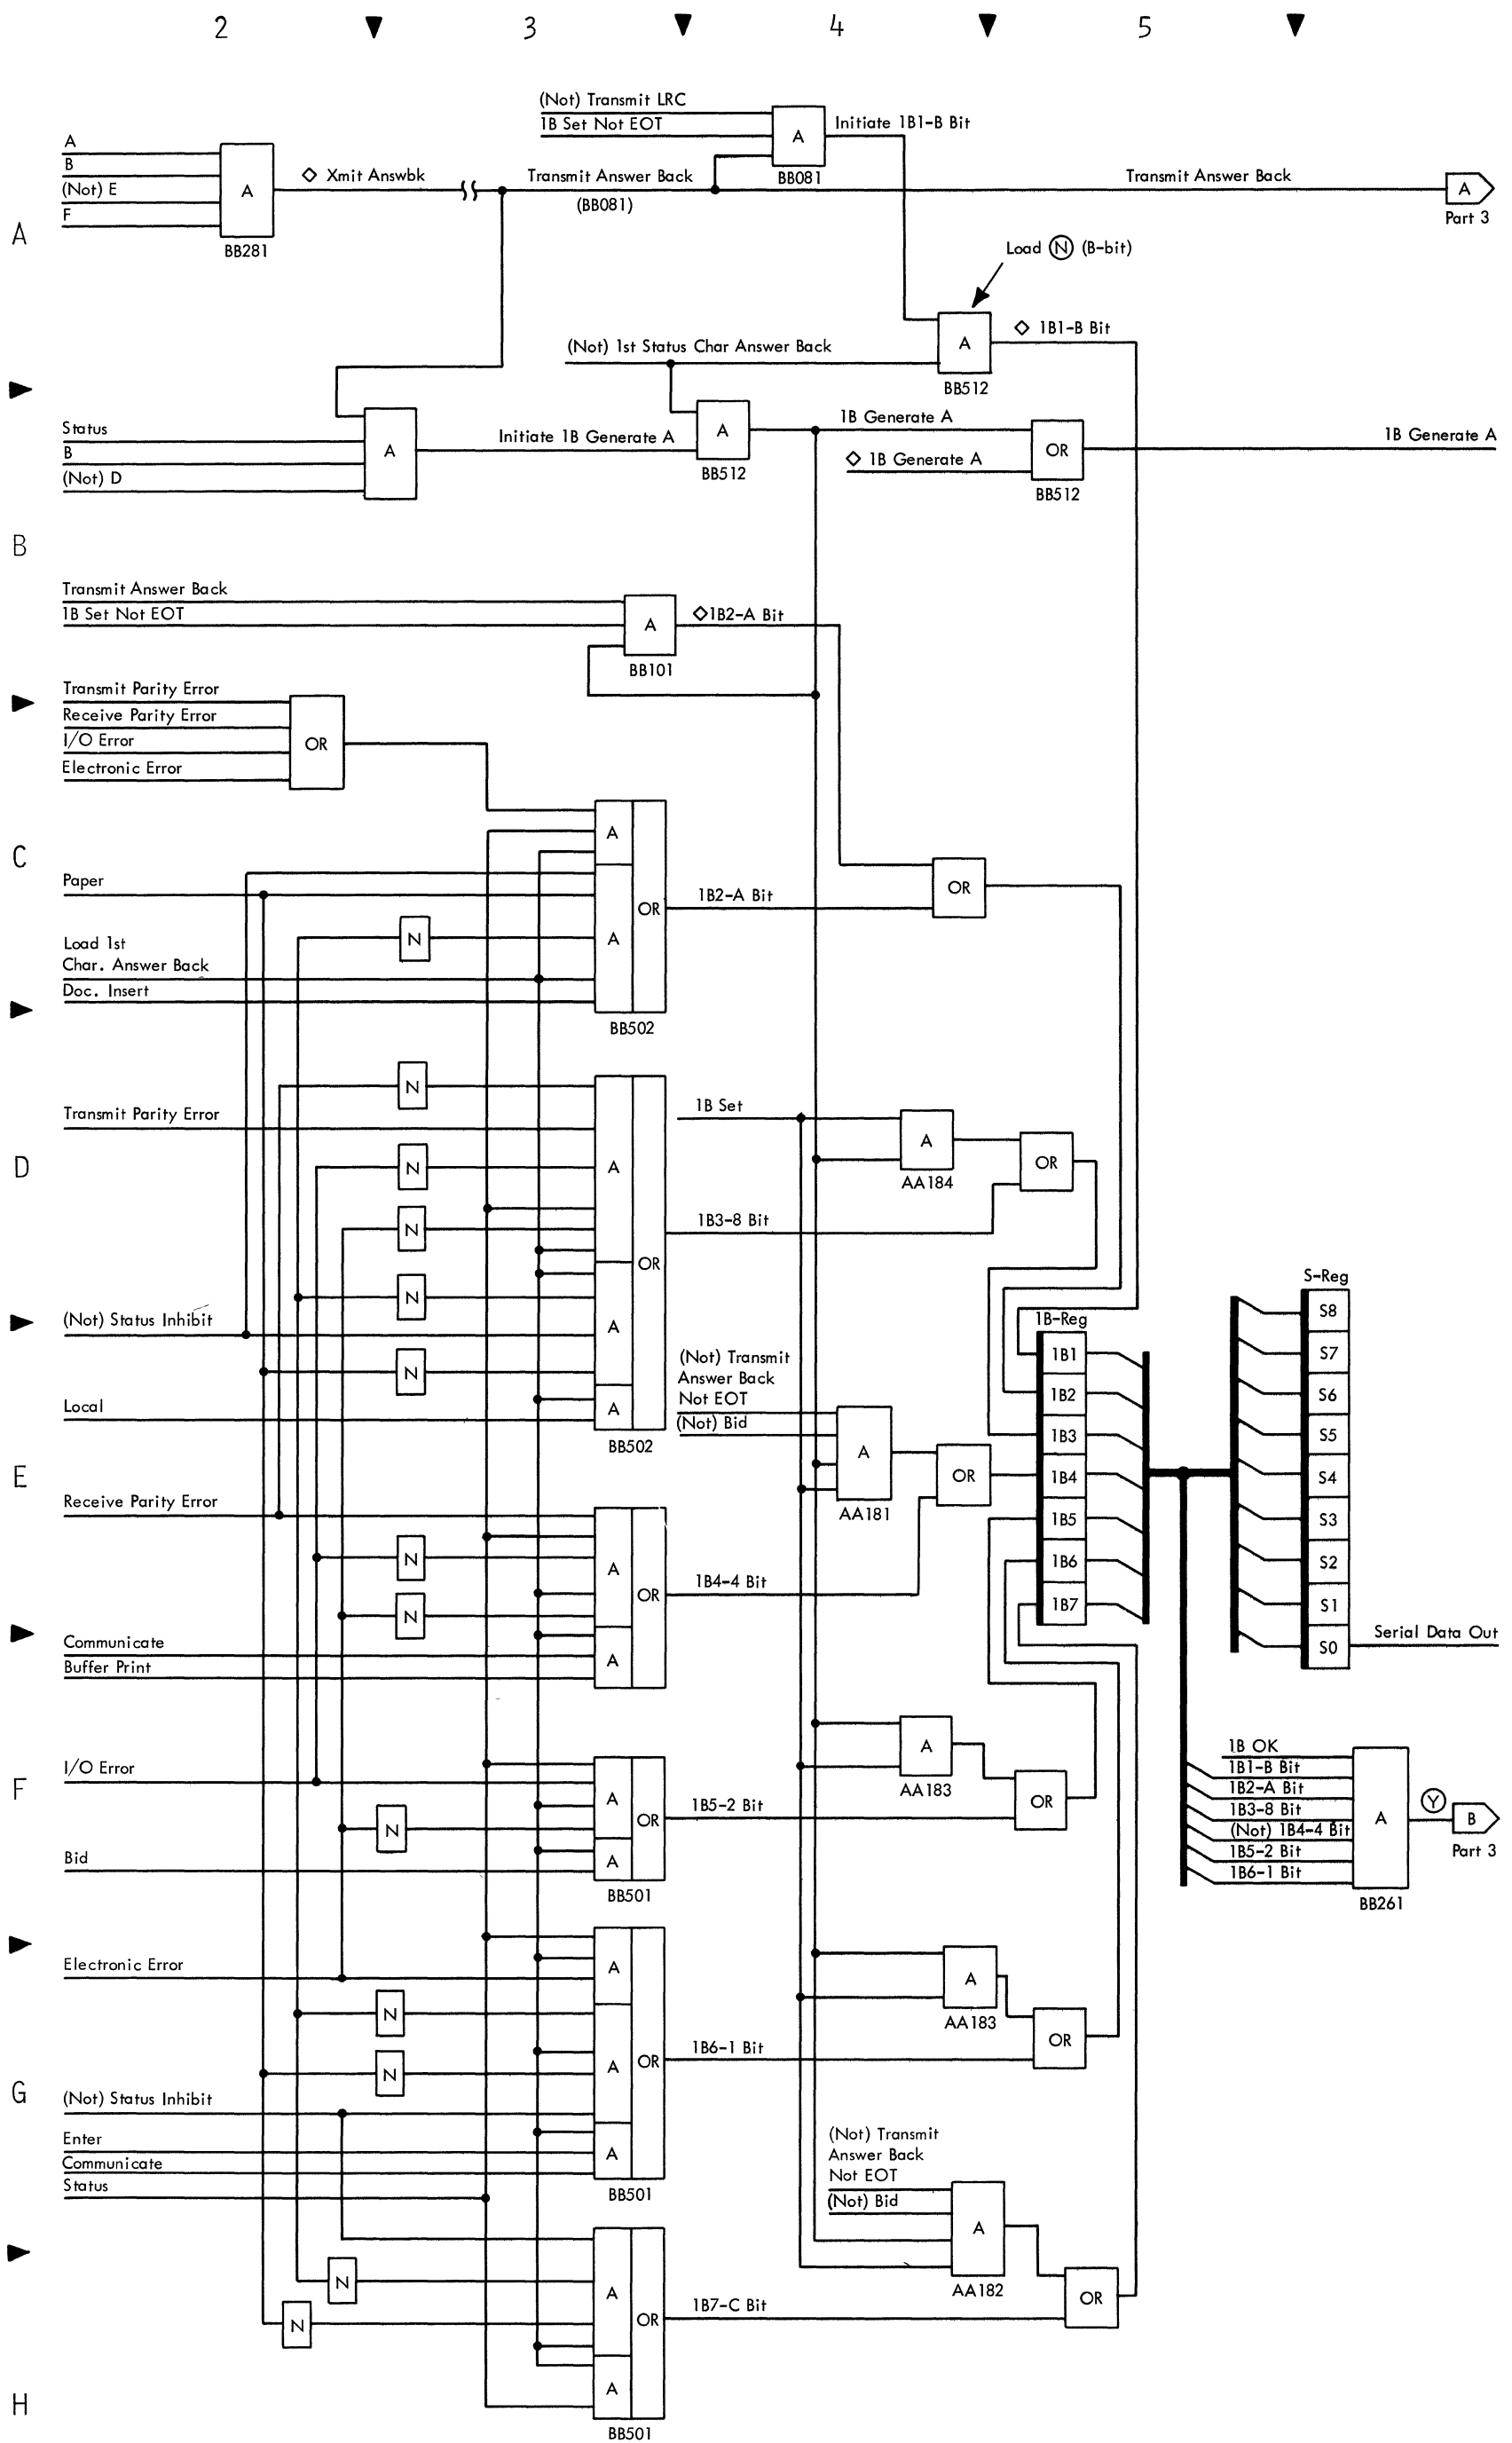 2 3 4 5
(Not) Transmit LRC
1B Set Not EOT
A
Initiate 1B1-B Bit
BB081
A
B
(Not) E
F
A
BB281
◇ Xmit Answbk
Transmit Answer Back
(BB081)
Transmit Answer Back
A
Part 3
A
Load Ⓝ (B-bit)
(Not) 1st Status Char Answer Back
A
◇ 1B1-B Bit
BB512
Status
B
(Not) D
A
Initiate 1B Generate A
A
BB512
1B Generate A
◇ 1B Generate A
OR
BB512
1B Generate A
B
Transmit Answer Back
1B Set Not EOT
A
BB101
◇1B2-A Bit
Transmit Parity Error
Receive Parity Error
I/O Error
Electronic Error
OR
C
Paper
Load 1st
Char. Answer Back
Doc. Insert
N
A
A
OR
BB502
1B2-A Bit
OR
D
Transmit Parity Error
(Not) Status Inhibit
Local
N
N
N
N
N
A
A
A
OR
BB502
1B Set
A
AA184
OR
1B3-8 Bit
(Not) Transmit
Answer Back
Not EOT
(Not) Bid
A
AA181
OR
1B-Reg
1B1
1B2
1B3
1B4
1B5
1B6
1B7
S-Reg
S8
S7
S6
S5
S4
S3
S2
S1
S0
Serial Data Out
E
Receive Parity Error
Communicate
Buffer Print
N
N
A
A
OR
1B4-4 Bit
F
I/O Error
Bid
N
A
A
OR
BB501
1B5-2 Bit
A
AA183
OR
1B OK
1B1-B Bit
1B2-A Bit
1B3-8 Bit
(Not) 1B4-4 Bit
1B5-2 Bit
1B6-1 Bit
A
BB261
Ⓨ
B
Part 3
G
Electronic Error
(Not) Status Inhibit
Enter
Communicate
Status
N
N
A
A
A
OR
BB501
1B6-1 Bit
A
AA183
OR
(Not) Transmit
Answer Back
Not EOT
(Not) Bid
A
AA182
OR
H
N
N
A
A
OR
BB501
1B7-C Bit